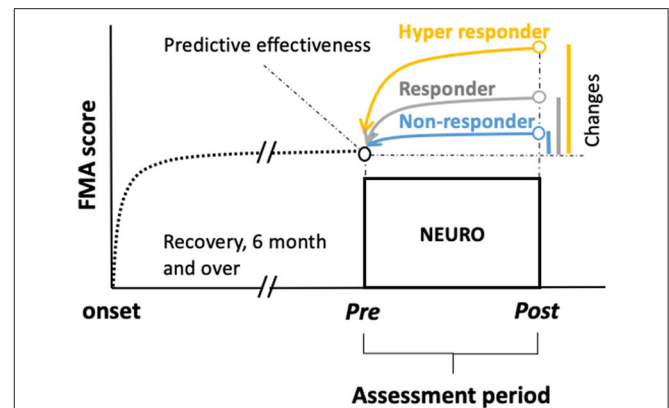 Hyper responder
Predictive effectiveness
Responder
Non-responder
Changes
FMA score
Recovery, 6 month
and over
NEURO
onset
Pre
Post
Assessment period